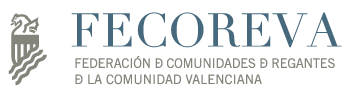 FECOREVA
FEDERACIÓN Đ COMUNIDADES Đ REGANTES
Đ LA COMUNIDAD VALENCIANA